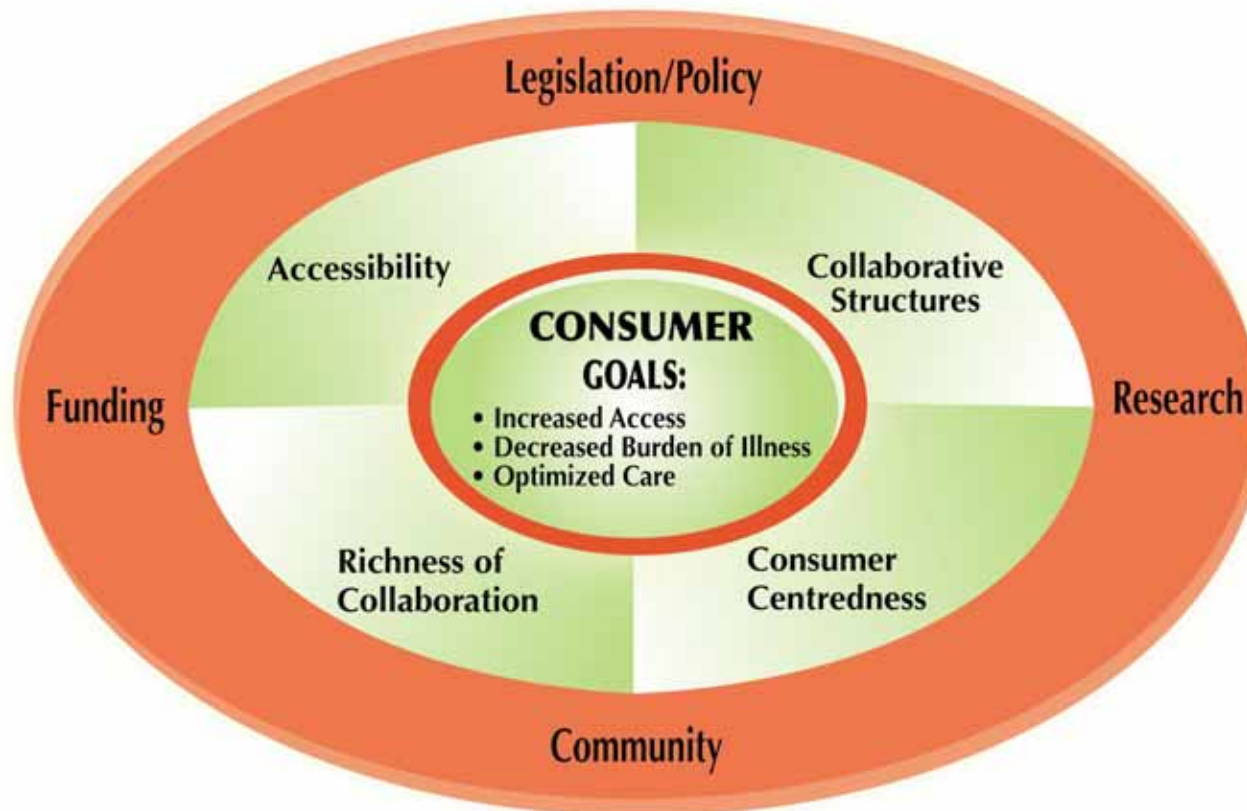 Legislation/Policy
Accessibility
Collaborative
Structures
CONSUMER
GOALS:
• Increased Access
• Decreased Burden of Illness
• Optimized Care
Funding
Research
Richness of
Collaboration
Consumer
Centredness
Community